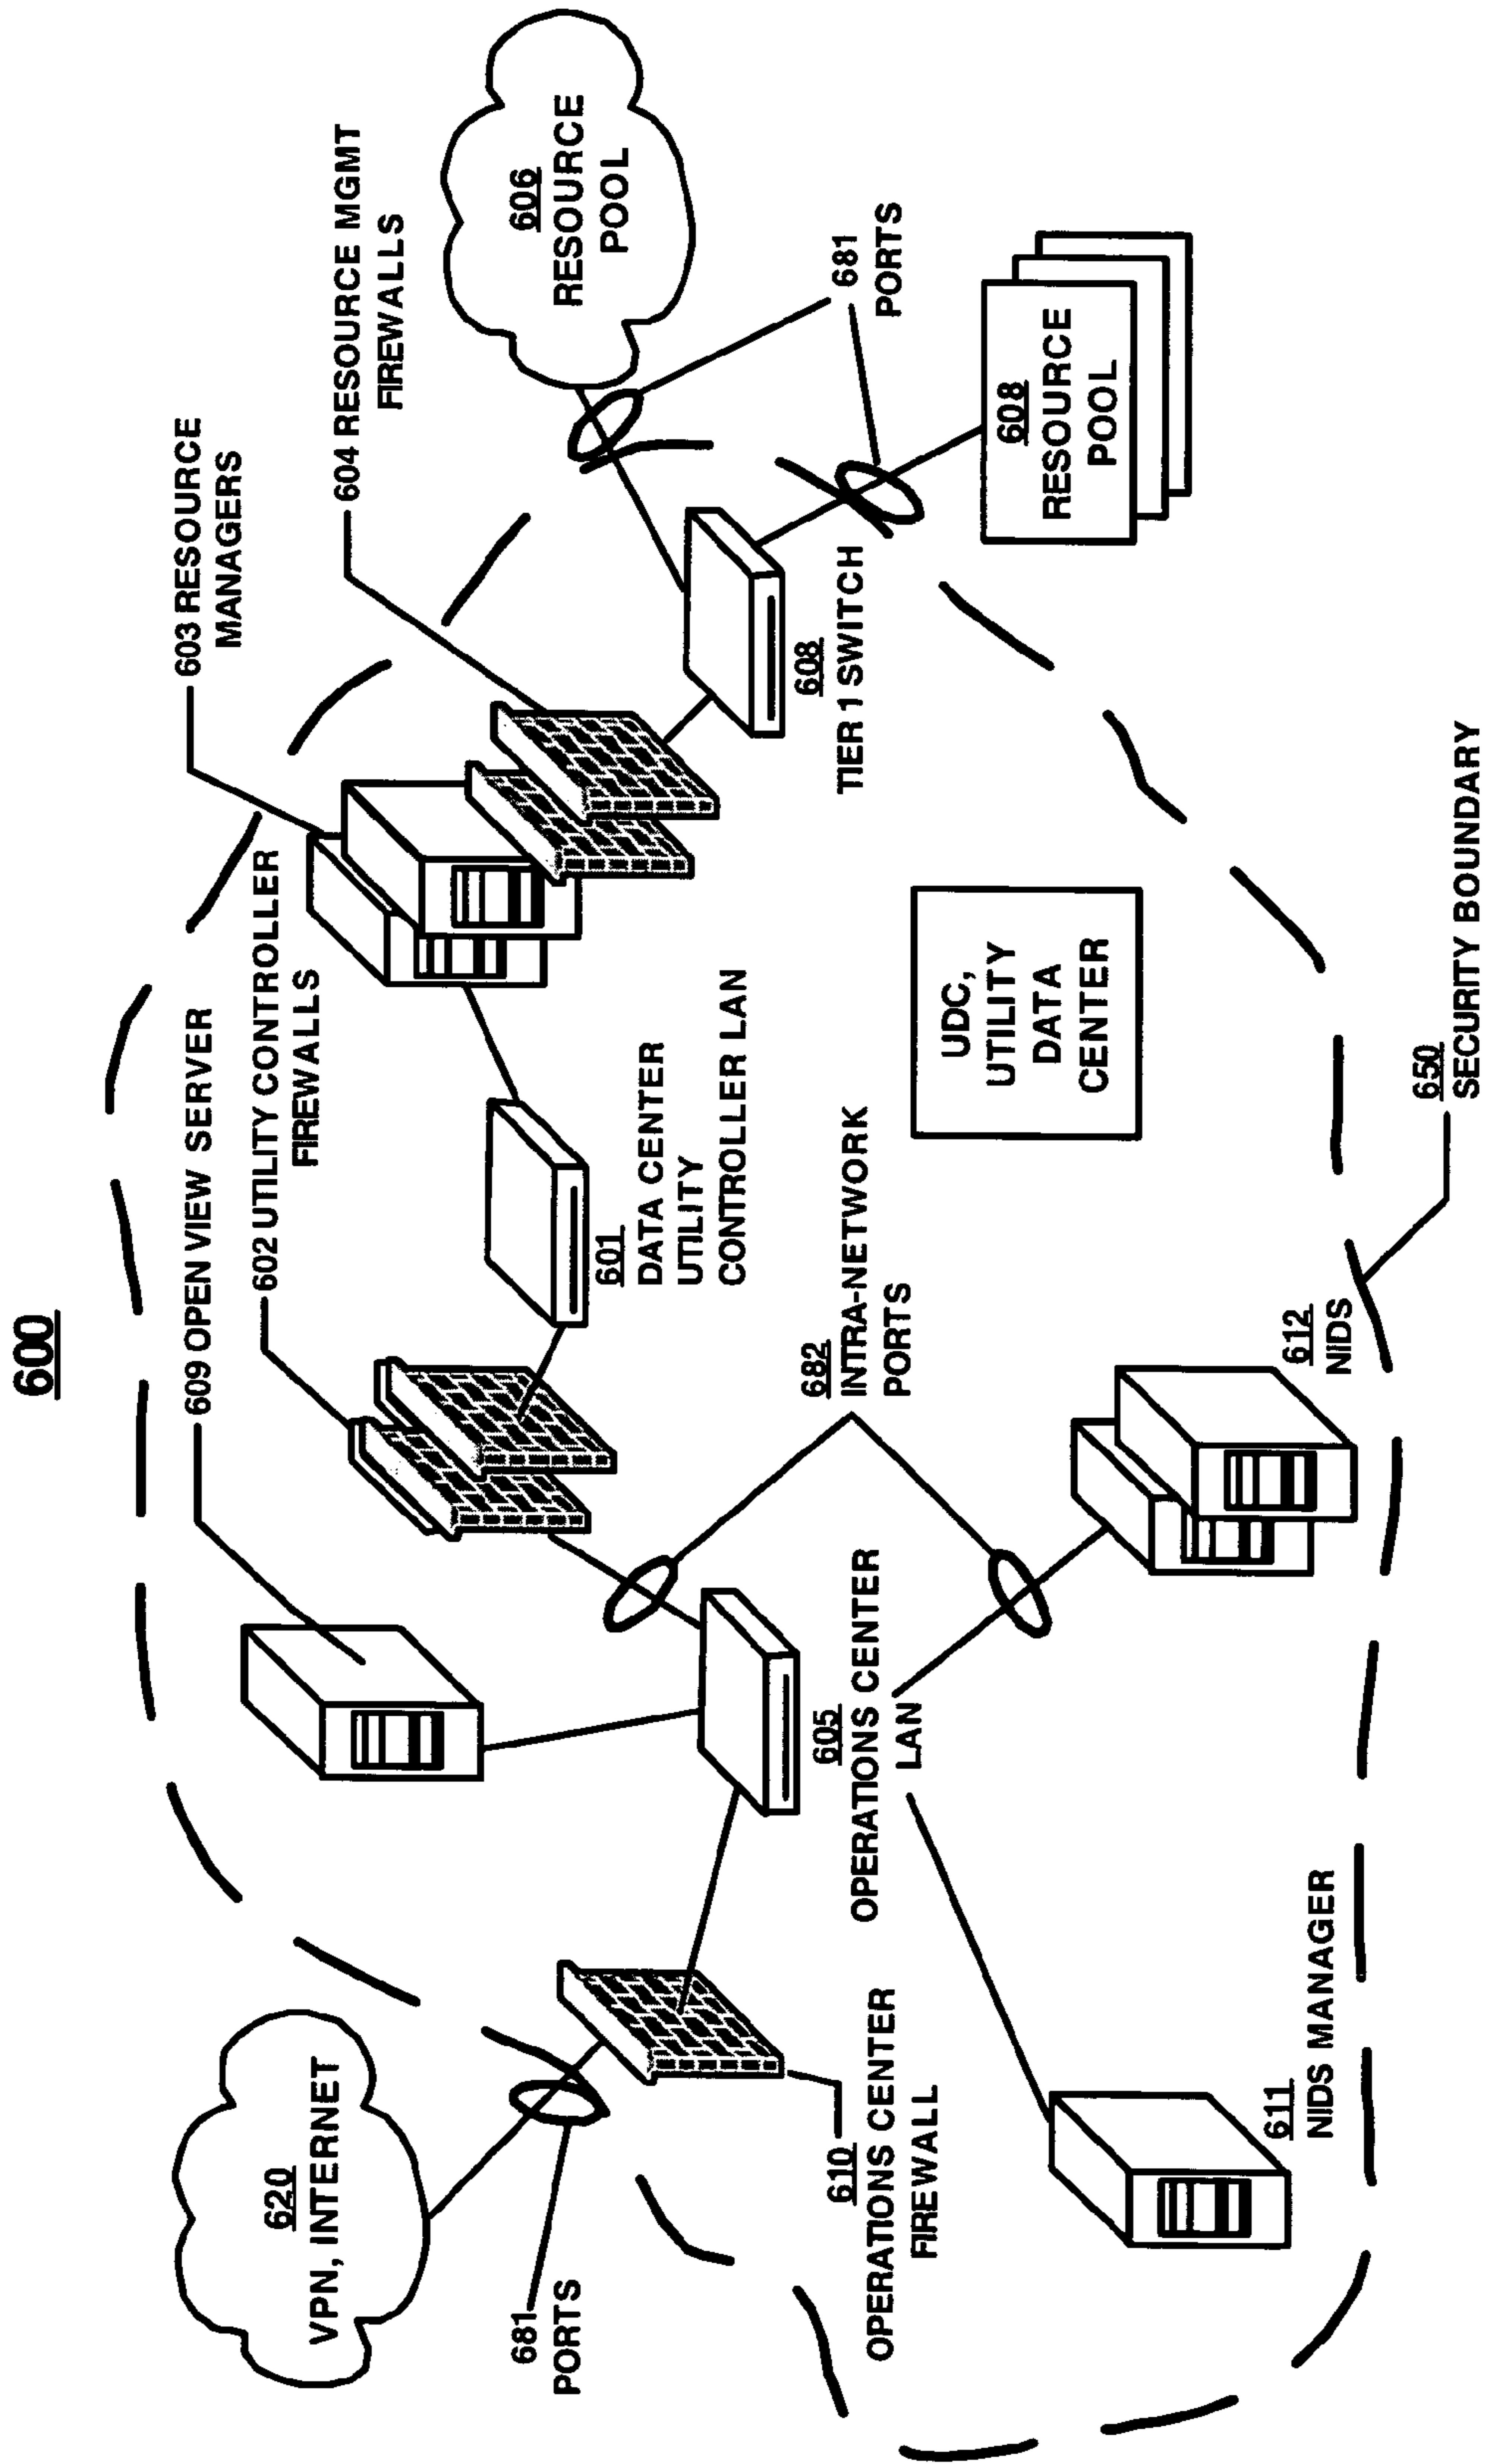 600
620
VPN, INTERNET
681
PORTS
609 OPEN VIEW SERVER
602 UTILITY CONTROLLER
FIREWALLS
603 RESOURCE
MANAGERS
604 RESOURCE MGMT
FIREWALLS
606
RESOURCE
POOL
681
PORTS
601
DATA CENTER
UTILITY
CONTROLLER LAN
608
TIER 1 SWITCH
608
RESOURCE
POOL
610
OPERATIONS CENTER
FIREWALL
605
OPERATIONS CENTER
LAN
682
INTRA-NETWORK
PORTS
UDC,
UTILITY
DATA
CENTER
611
NIDS MANAGER
612
NIDS
650
SECURITY BOUNDARY